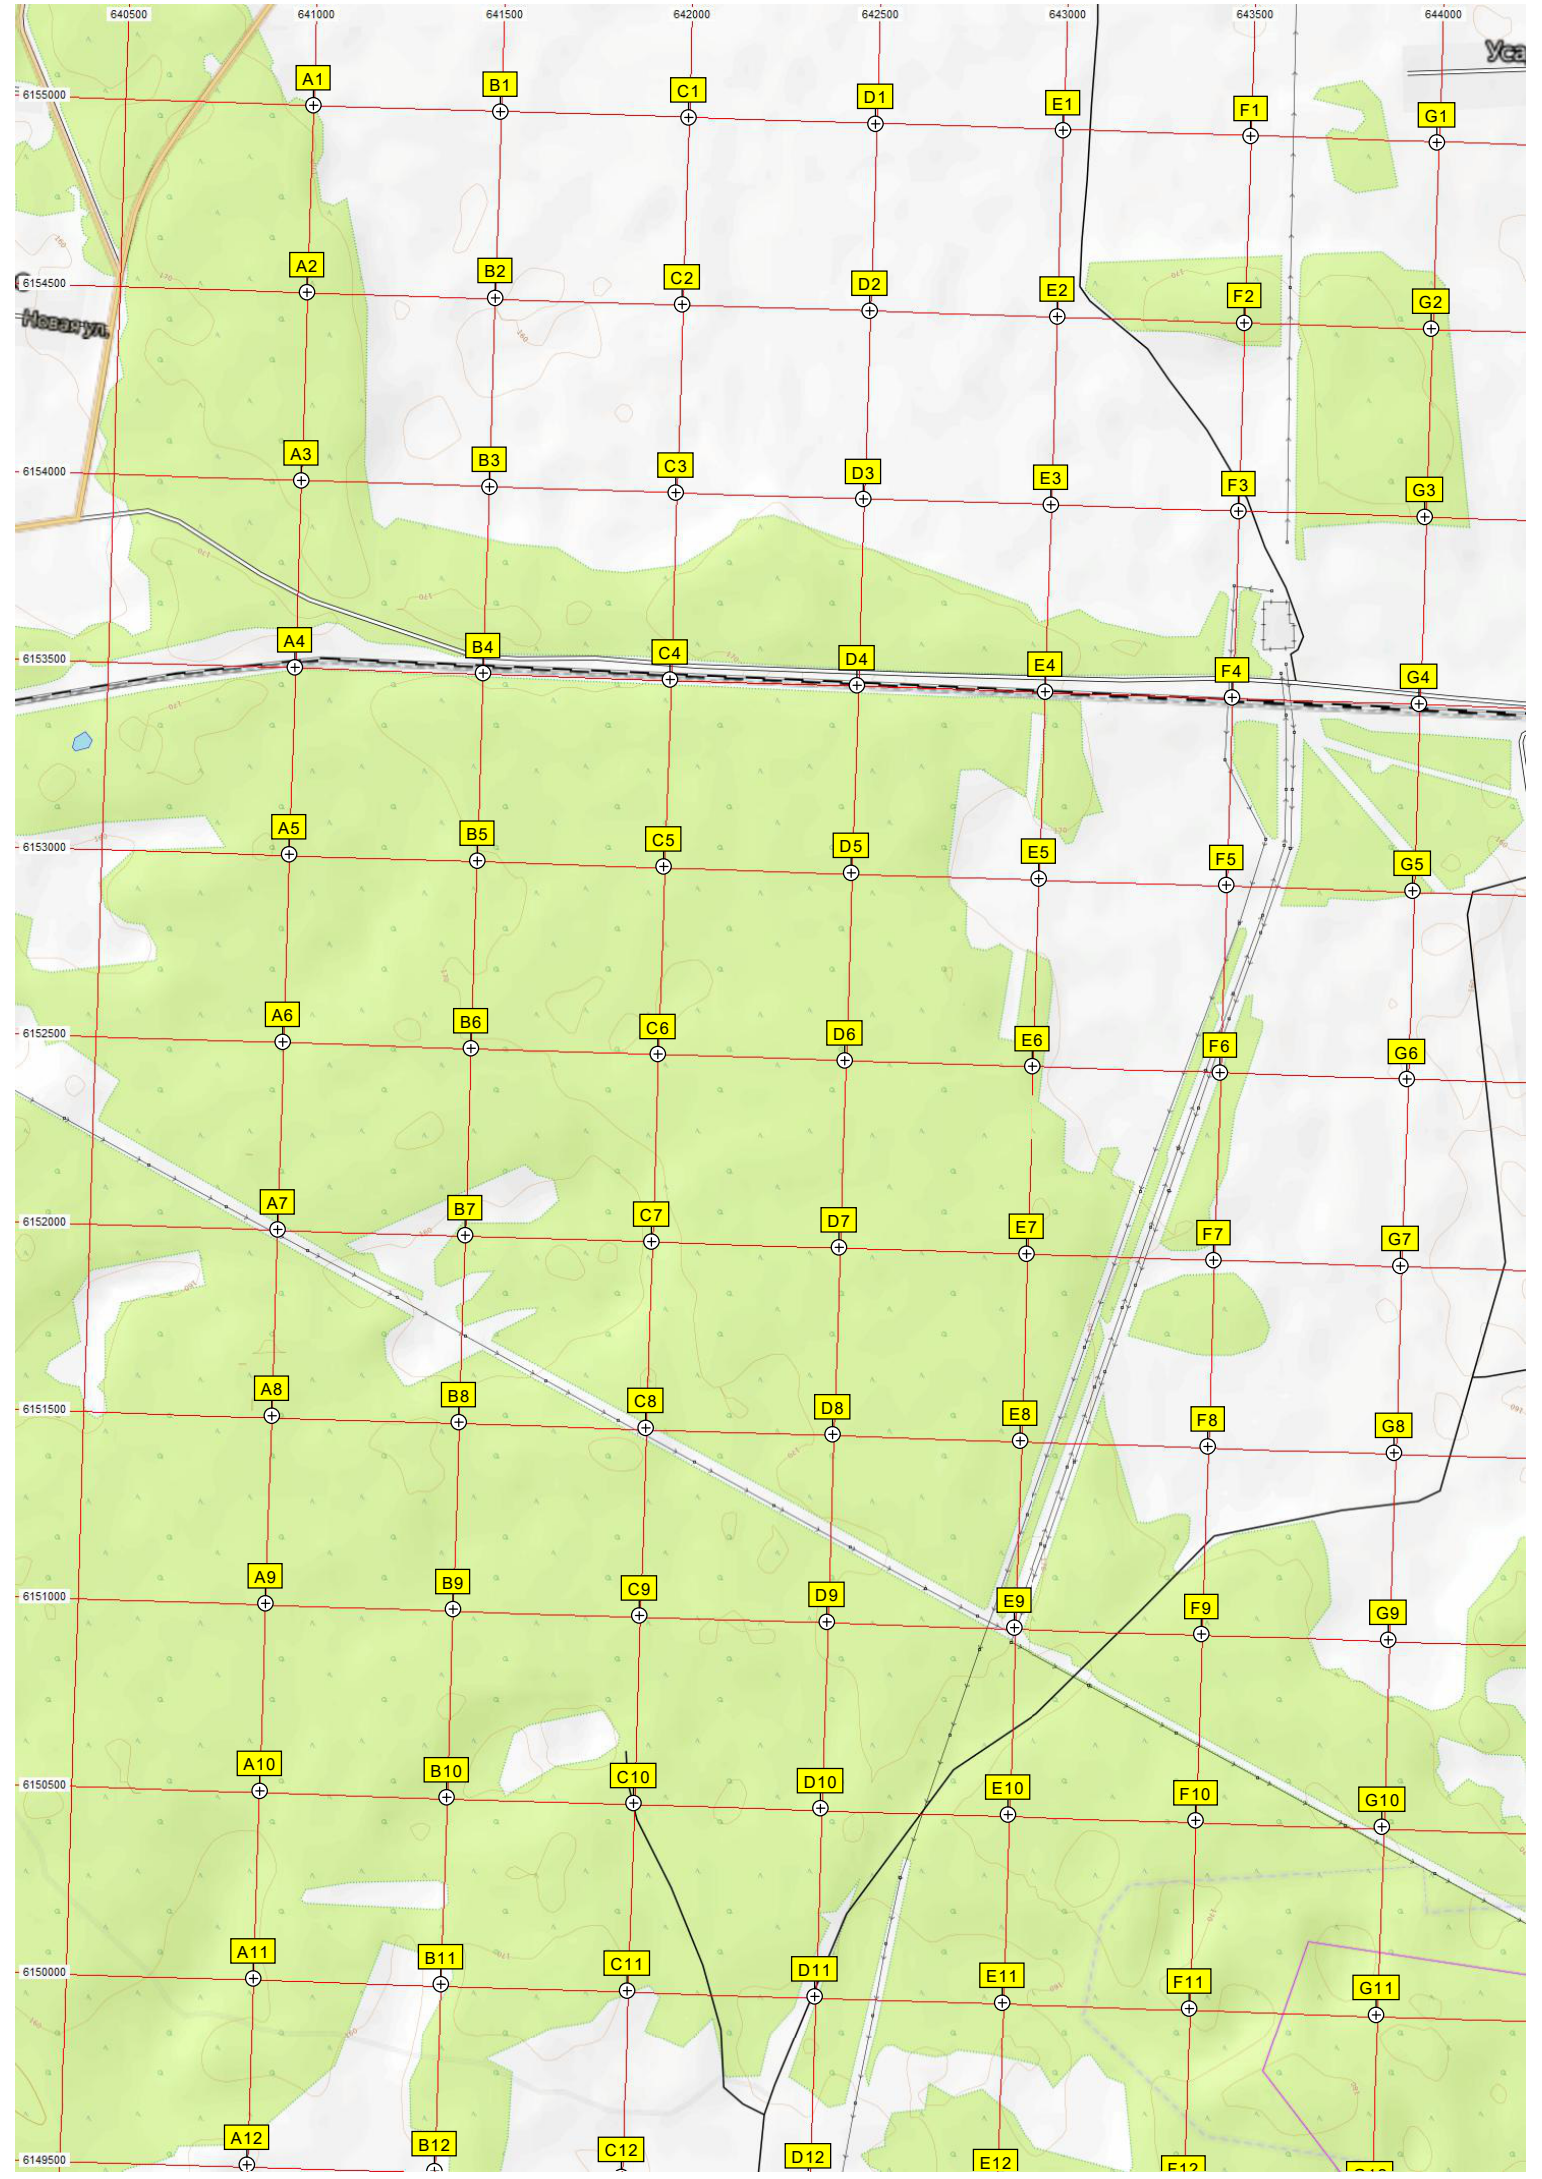 640500 641000 641500 642000 642500 643000 643500 644000
Уса
A1 B1 C1 D1 E1 F1 G1
6155000
A2 B2 C2 D2 E2 F2 G2
6154500
Новая ул.
A3 B3 C3 D3 E3 F3 G3
6154000
A4 B4 C4 D4 E4 F4 G4
6153500
A5 B5 C5 D5 E5 F5 G5
6153000
A6 B6 C6 D6 E6 F6 G6
6152500
A7 B7 C7 D7 E7 F7 G7
6152000
A8 B8 C8 D8 E8 F8 G8
6151500
A9 B9 C9 D9 E9 F9 G9
6151000
A10 B10 C10 D10 E10 F10 G10
6150500
A11 B11 C11 D11 E11 F11 G11
6150000
A12 B12 C12 D12 E12 F12
6149500